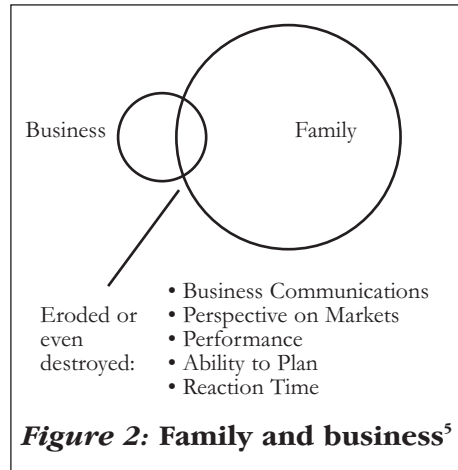 Business
Family
Eroded or
even
destroyed:
• Business Communications
• Perspective on Markets
• Performance
• Ability to Plan
• Reaction Time
Figure 2: Family and business⁵